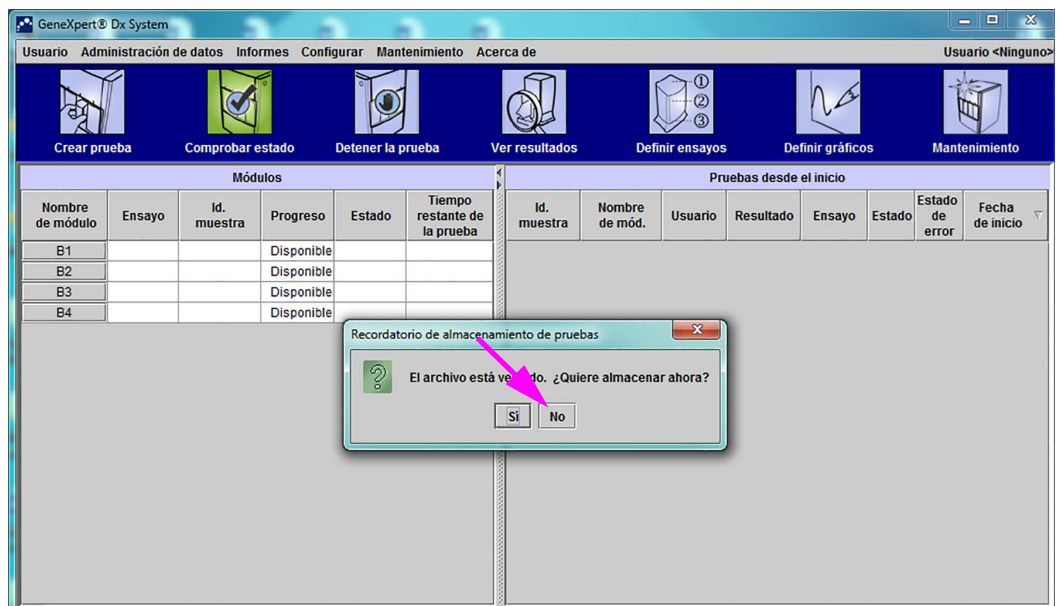 GeneXpert® Dx System
Usuario Administración de datos Informes Configurar Mantenimiento Acerca de Usuario <Ninguno>
Crear prueba Comprobar estado Detener la prueba Ver resultados Definir ensayos Definir gráficos Mantenimiento
Módulos
Nombre de módulo Ensayo Id. muestra Progreso Estado Tiempo restante de la prueba
B1 Disponible
B2 Disponible
B3 Disponible
B4 Disponible
Pruebas desde el inicio
Id. muestra Nombre de mód. Usuario Resultado Ensayo Estado Estado de error Fecha de inicio
Recordatorio de almacenamiento de pruebas
El archivo está ¿Quiere almacenar ahora?
Sí No